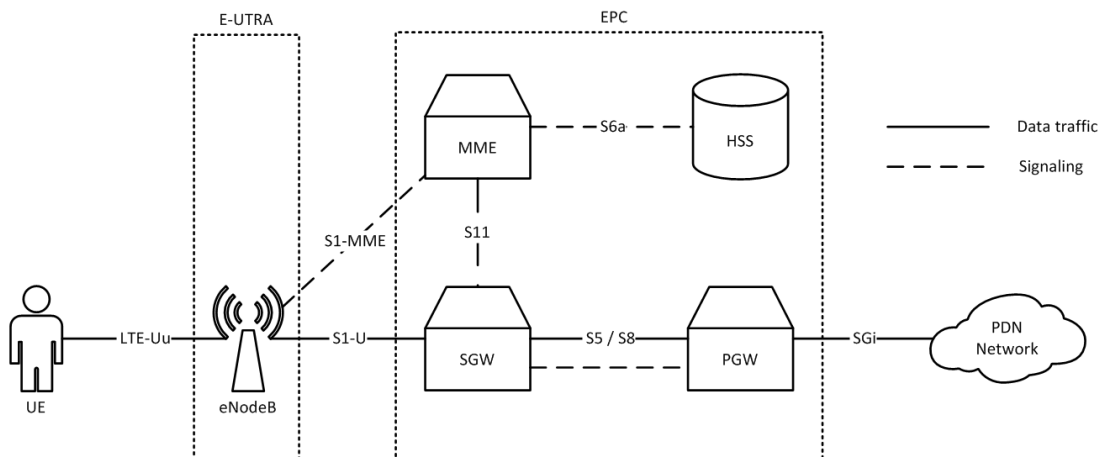 E-UTRA
EPC
MME
S6a
HSS
Data traffic
Signaling
S1-MME
S11
LTE-Uu
S1-U
SGW
S5 / S8
PGW
SGi
PDN
Network
UE
eNodeB